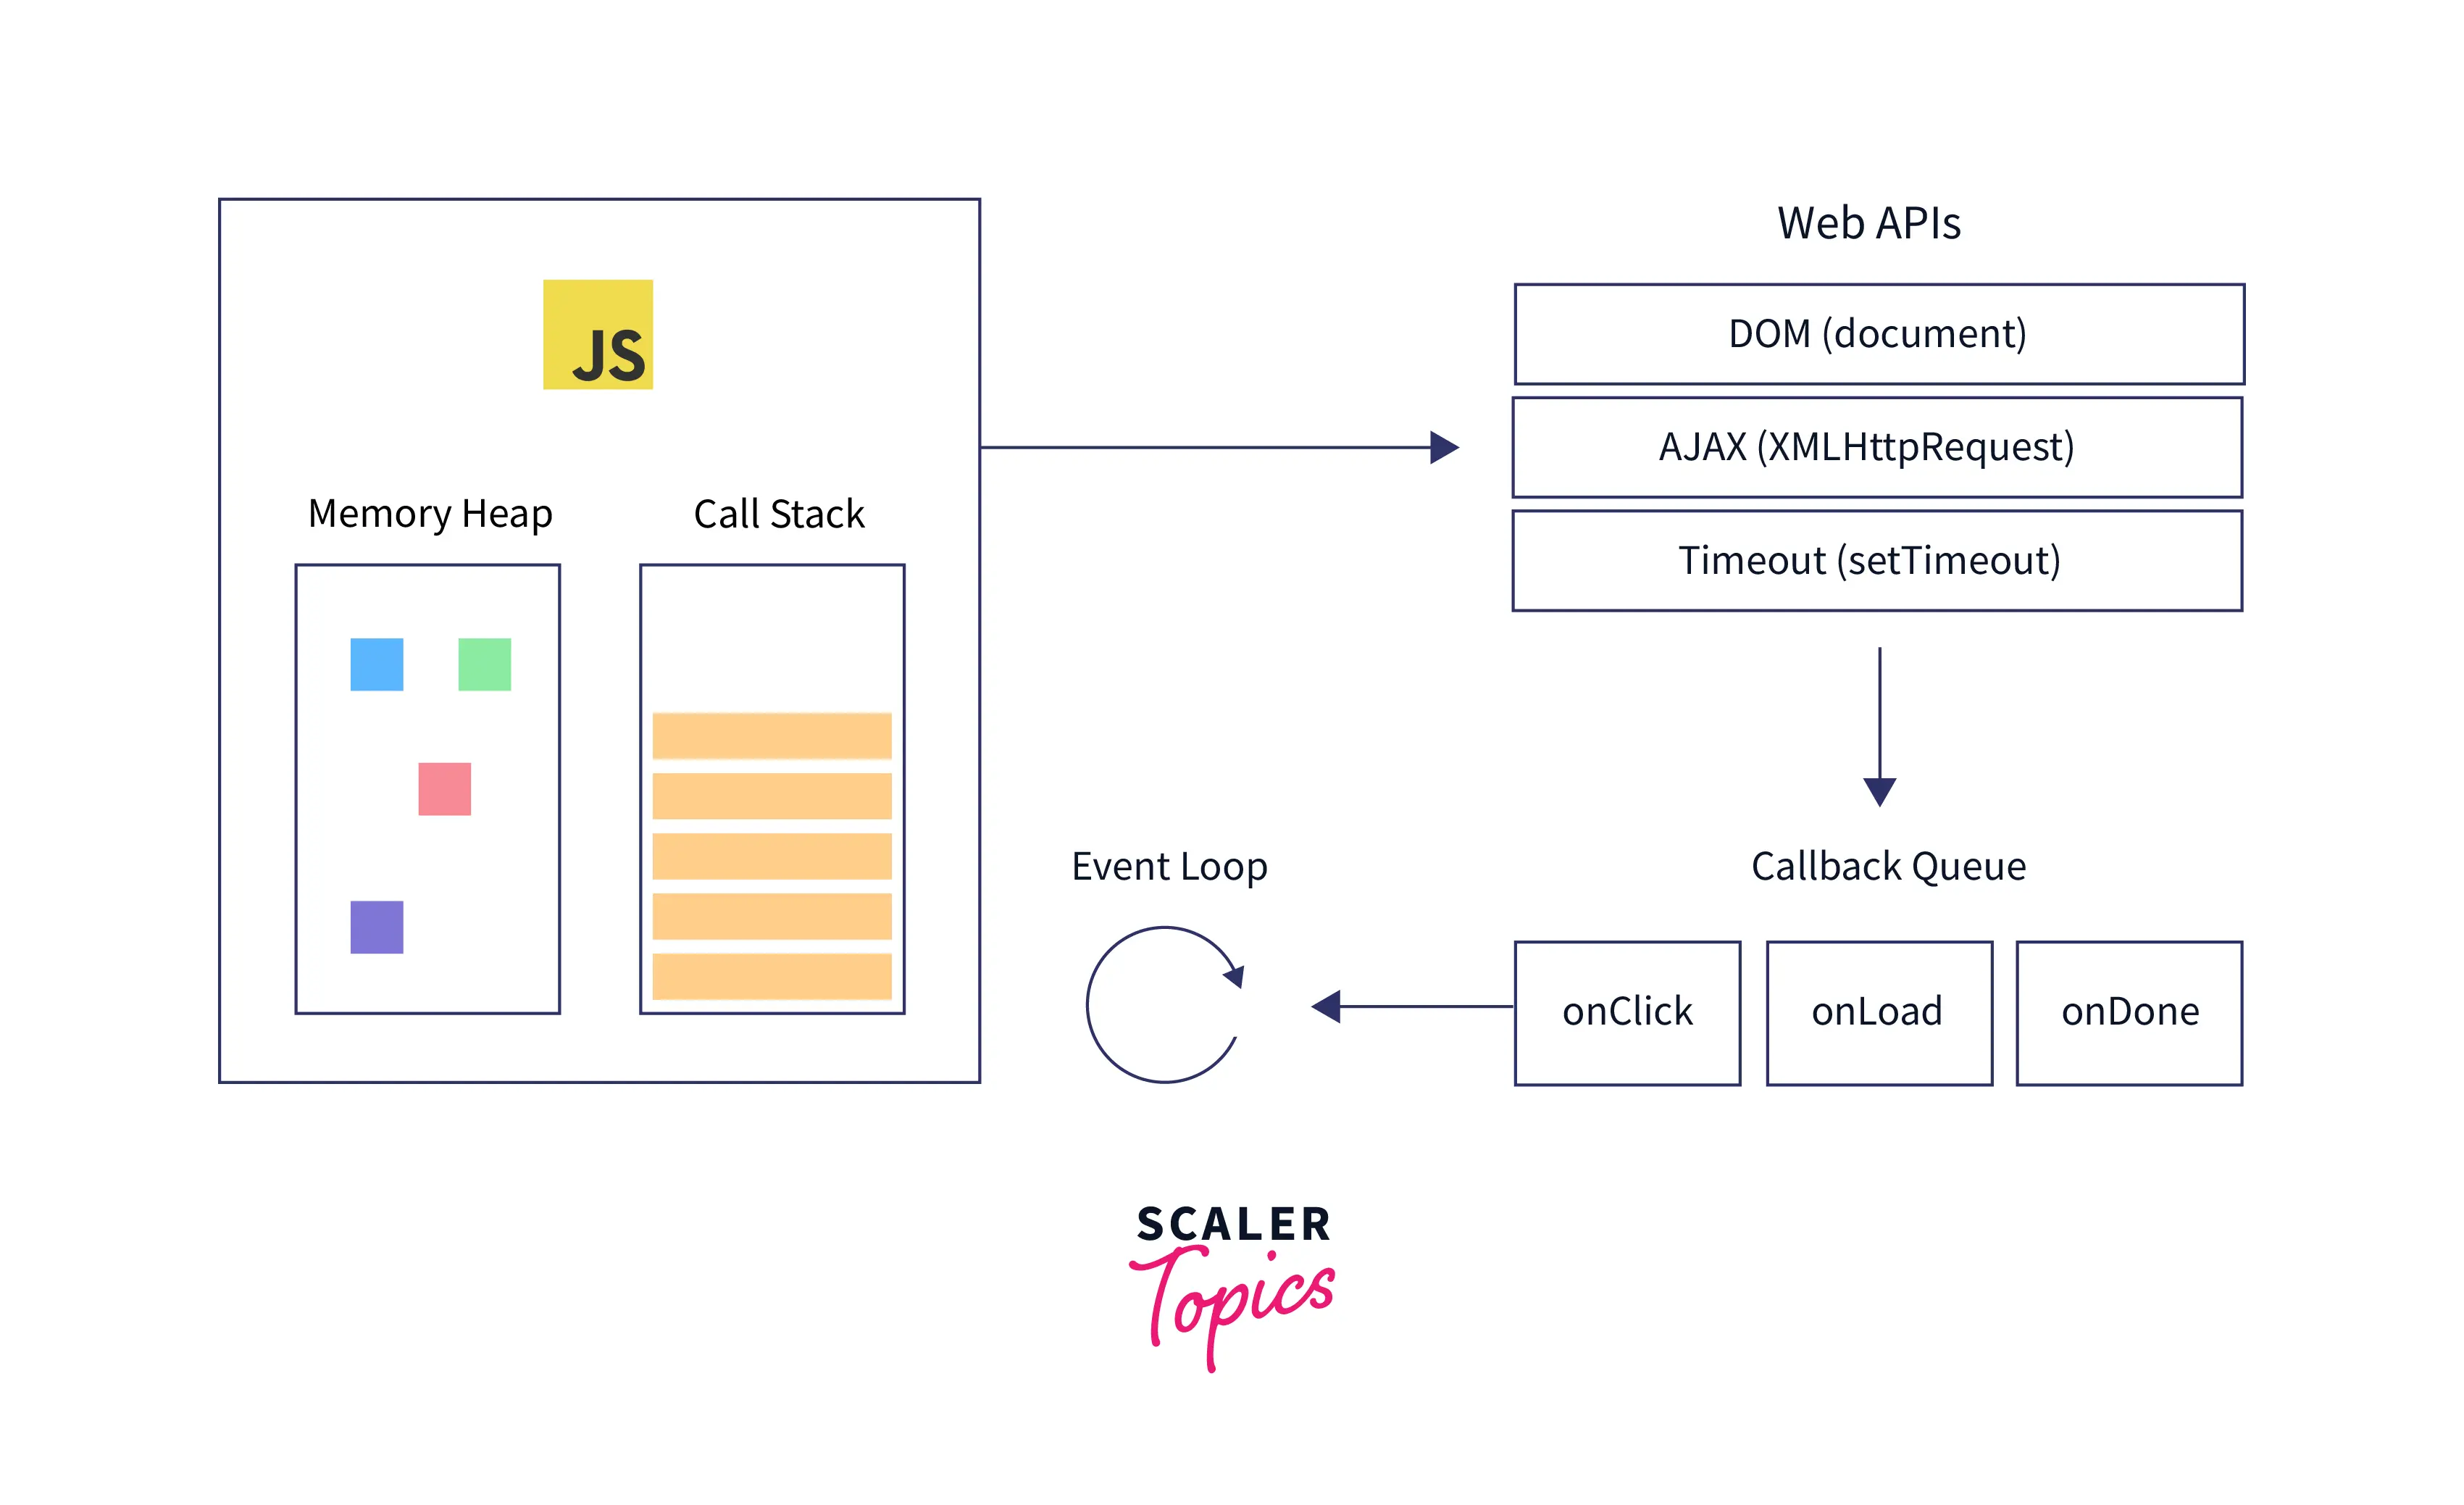 JS
Memory Heap
Call Stack
Web APIs
DOM (document)
AJAX (XMLHttpRequest)
Timeout (setTimeout)
Event Loop
Callback Queue
onClick
onLoad
onDone
SCALER
Topics